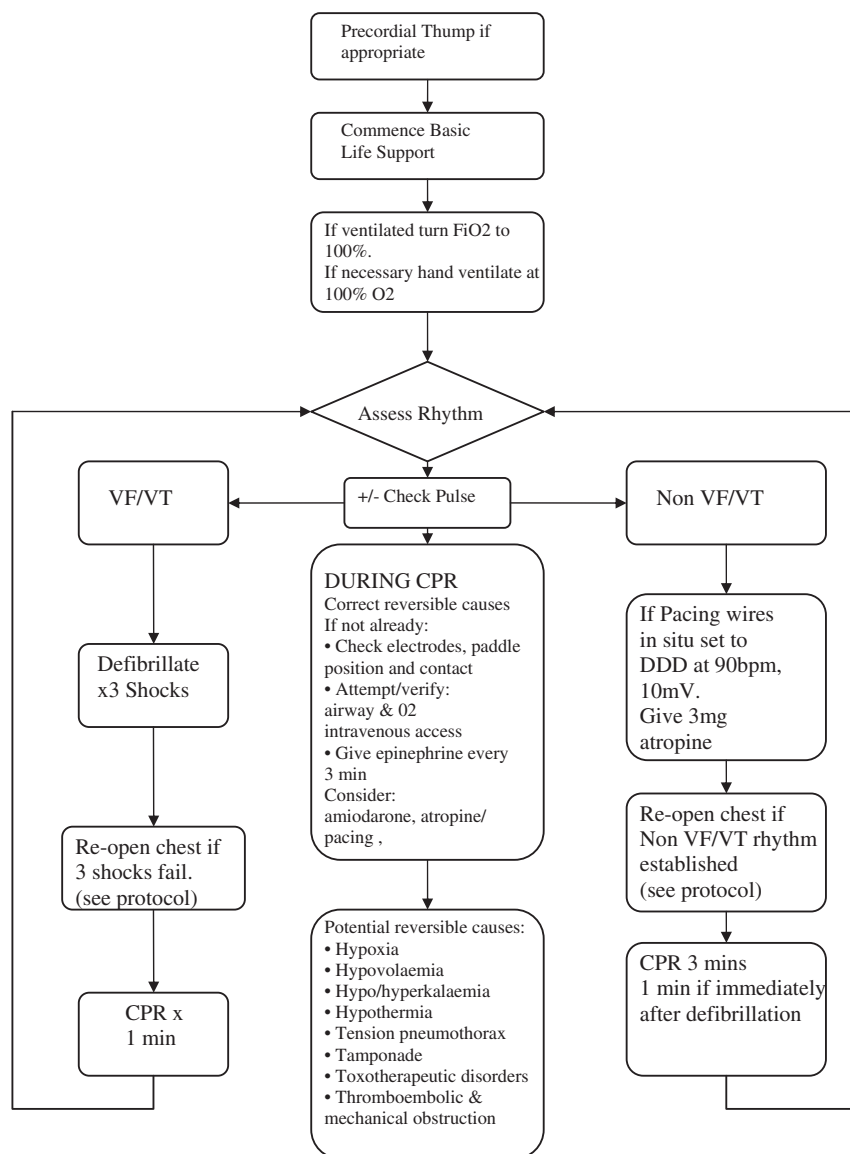 Precordial Thump if
appropriate
Commence Basic
Life Support
If ventilated turn FiO2 to
100%.
If necessary hand ventilate at
100% O2
Assess Rhythm
VF/VT
+/- Check Pulse
Non VF/VT
Defibrillate
x3 Shocks
Re-open chest if
3 shocks fail.
(see protocol)
CPR x
1 min
DURING CPR
Correct reversible causes
If not already:
• Check electrodes, paddle
position and contact
• Attempt/verify:
airway & 02
intravenous access
• Give epinephrine every
3 min
Consider:
amiodarone, atropine/
pacing ,
Potential reversible causes:
• Hypoxia
• Hypovolaemia
• Hypo/hyperkalaemia
• Hypothermia
• Tension pneumothorax
• Tamponade
• Toxotherapeutic disorders
• Thromboembolic &
mechanical obstruction
If Pacing wires
in situ set to
DDD at 90bpm,
10mV.
Give 3mg
atropine
Re-open chest if
Non VF/VT rhythm
established
(see protocol)
CPR 3 mins
1 min if immediately
after defibrillation